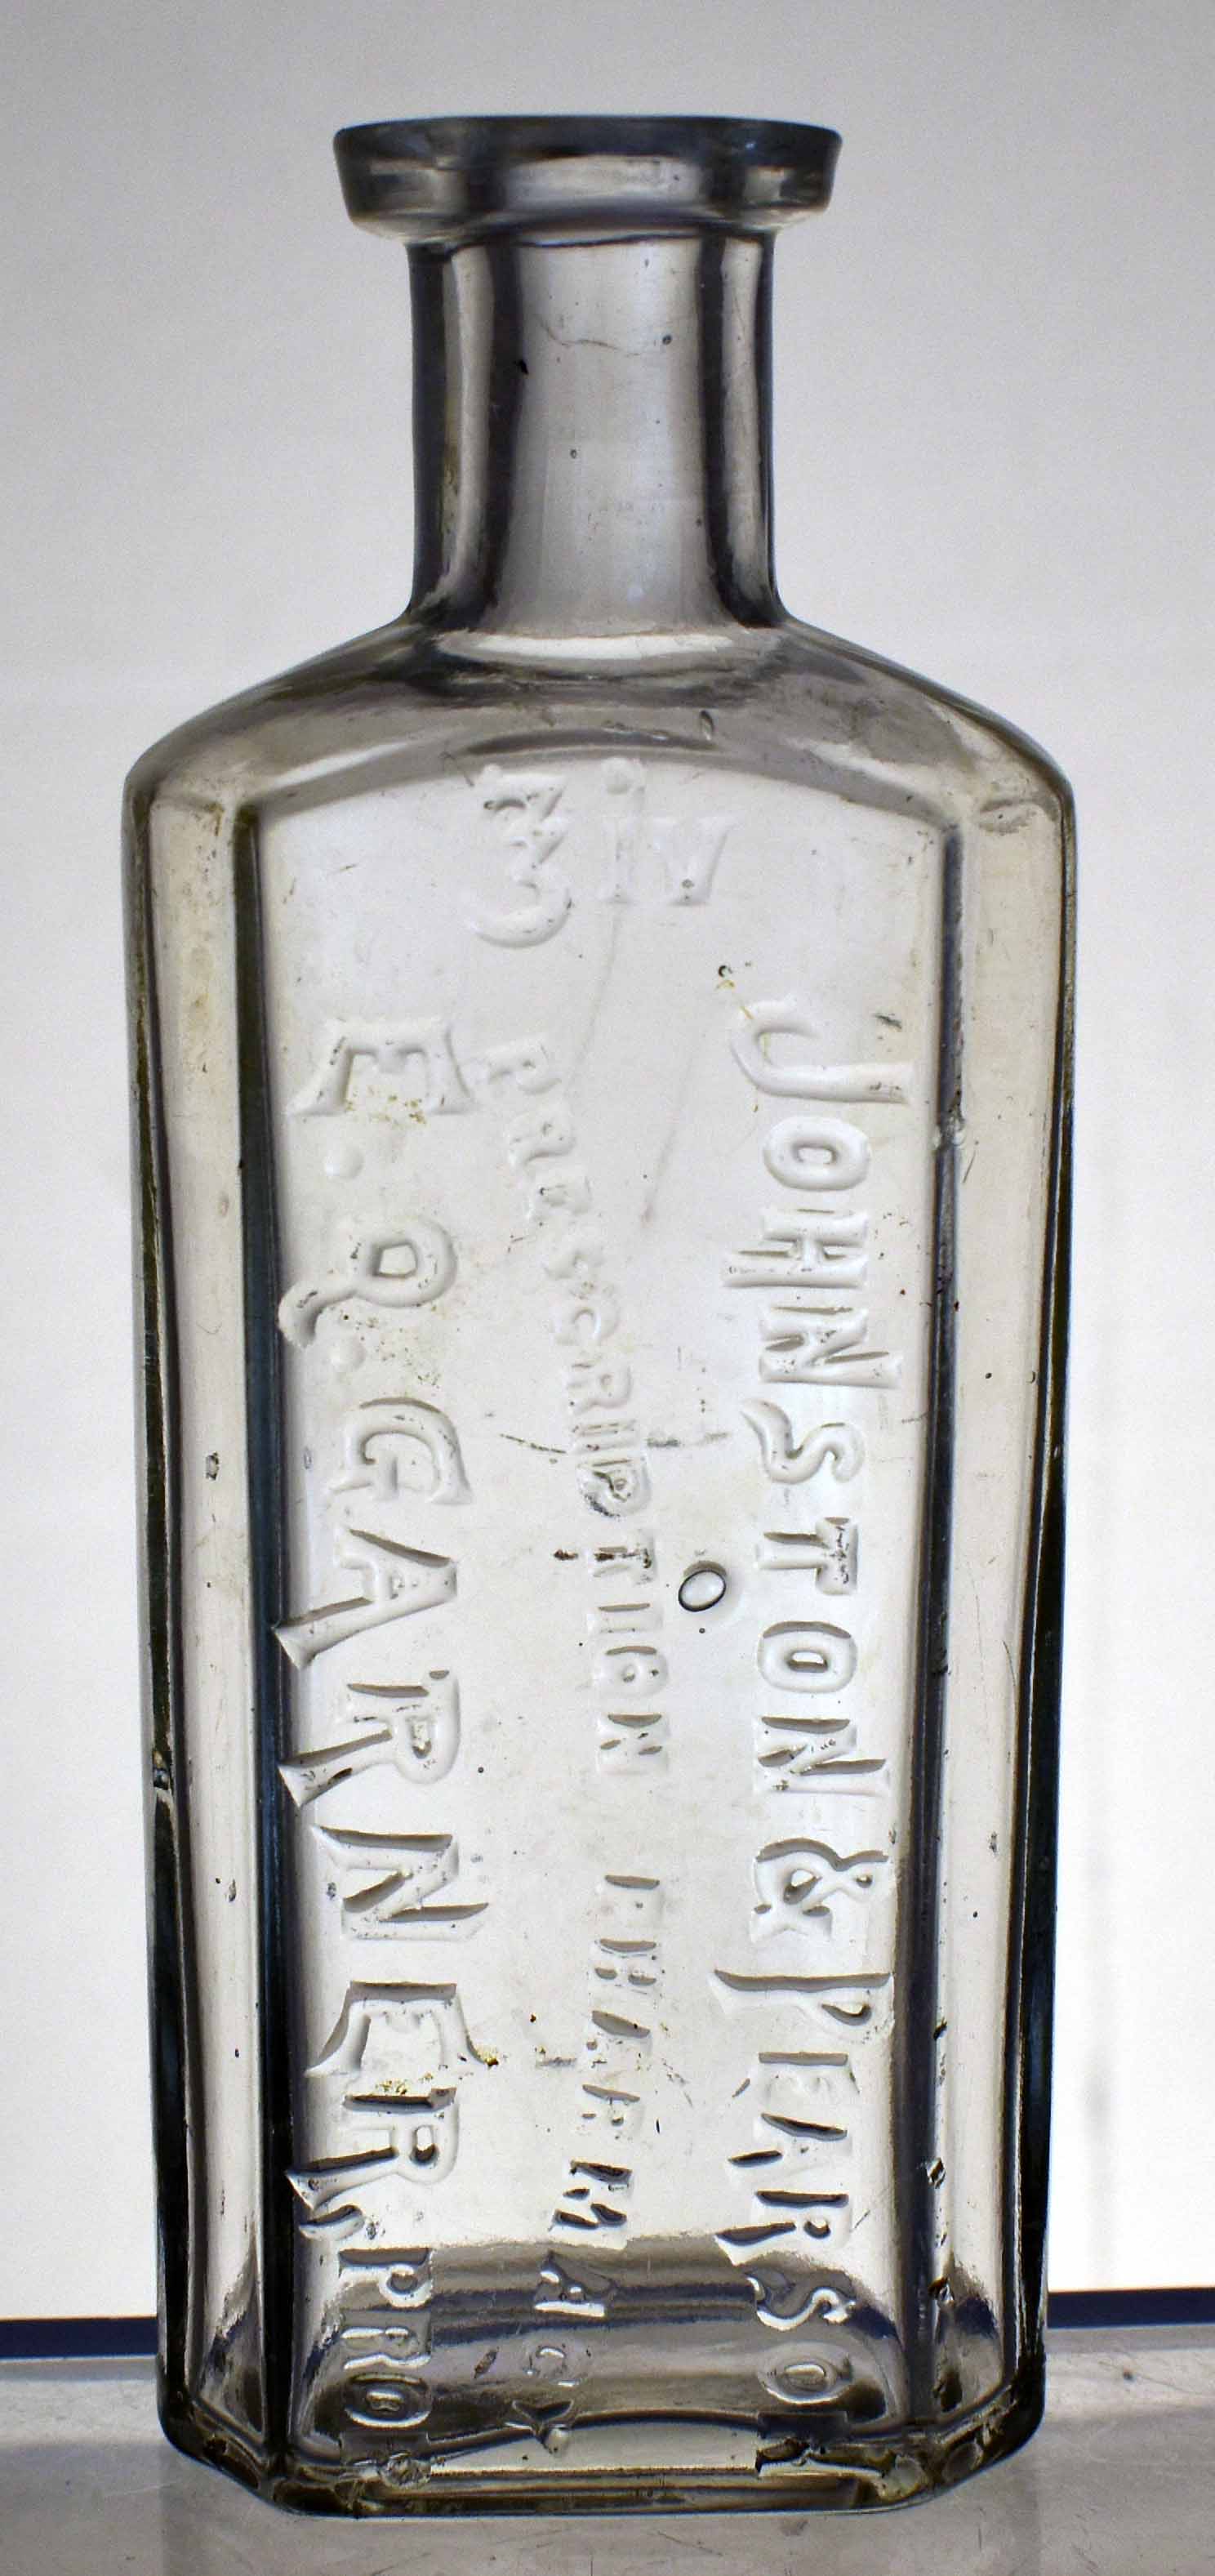 ℥iv
JOHNSTON & PEARSON
PRESCRIPTION PHARMACY
E. Q. GARNER, PROP